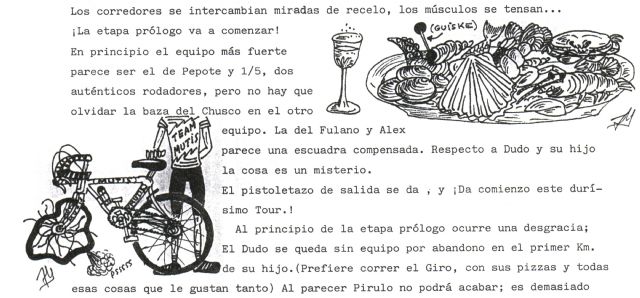 Los corredores se intercambian miradas de recelo, los músculos se tensan...
¡La etapa prólogo va a comenzar!
En principio el equipo más fuerte
parece ser el de Pepote y 1/5, dos
auténticos rodadores, pero no hay que
olvidar la baza del Chusco en el otro
equipo. La del Fulano y Alex
parece una escuadra compensada. Respecto a Dudo y su hijo
la cosa es un misterio.
El pistoletazo de salida se da , y ¡Da comienzo este durí-
simo Tour.!
Al principio de la etapa prólogo ocurre una desgracia;
El Dudo se queda sin equipo por abandono en el primer Km.
de su hijo.(Prefiere correr el Giro, con sus pizzas y todas
esas cosas que le gustan tanto) Al parecer Pirulo no podrá acabar; es demasiado
(GUÏSKE)
TEAM
MUTIS
MUTIS
PSSSSS